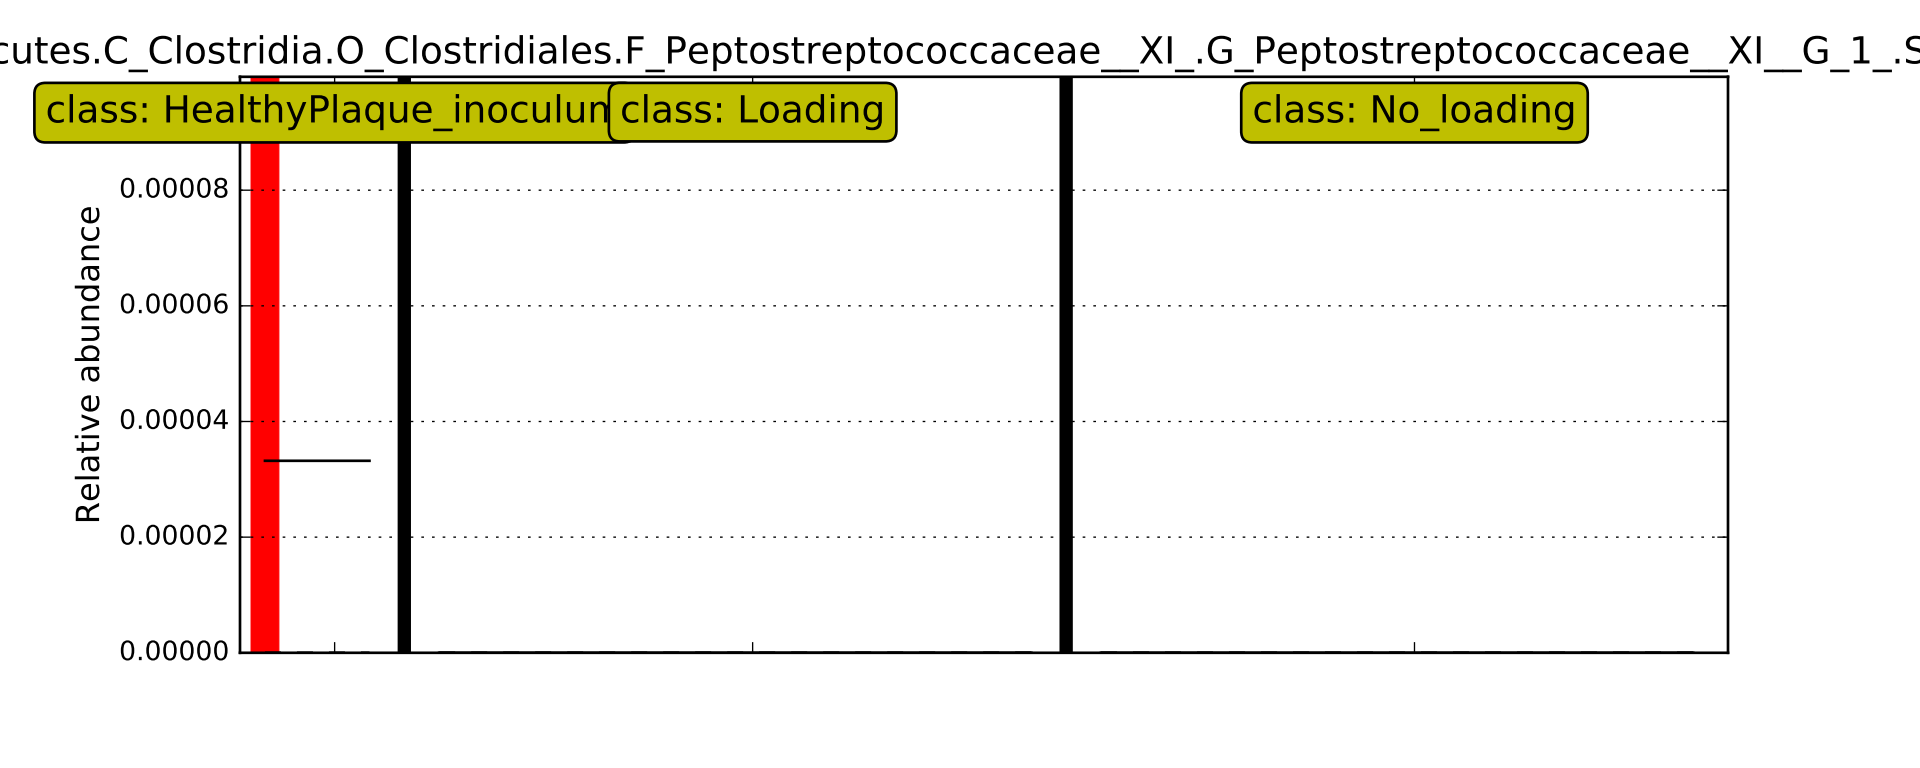 cutes.C_Clostridia.O_Clostridiales.F_Peptostreptococcaceae__XI_.G_Peptostreptococcaceae__XI__G_1_.S
class: HealthyPlaque_inoculum class: Loading class: No_loading
0.00008
0.00006
0.00004
0.00002
0.00000
Relative abundance